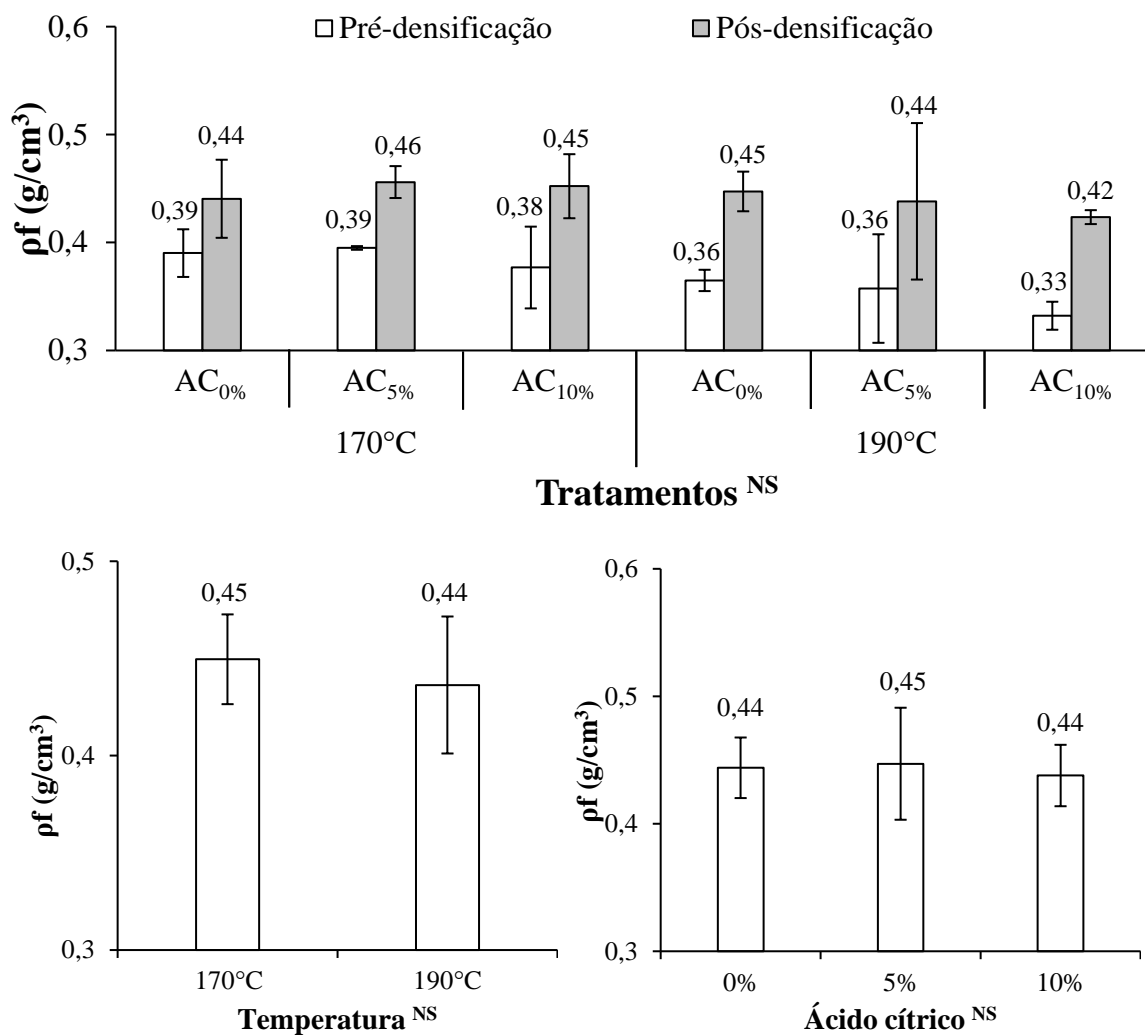 Pré-densificação Pós-densificação
ρf (g/cm³)
0,6
0,5
0,4
0,3
0,39 0,44 0,39 0,46 0,38 0,45 0,36 0,45 0,36 0,44 0,33 0,42
AC0% AC5% AC10% AC0% AC5% AC10%
170°C 190°C
Tratamentos NS
ρf (g/cm³)
0,5
0,4
0,3
0,45 0,44
170°C 190°C
Temperatura NS
ρf (g/cm³)
0,6
0,5
0,4
0,3
0,44 0,45 0,44
0% 5% 10%
Ácido cítrico NS